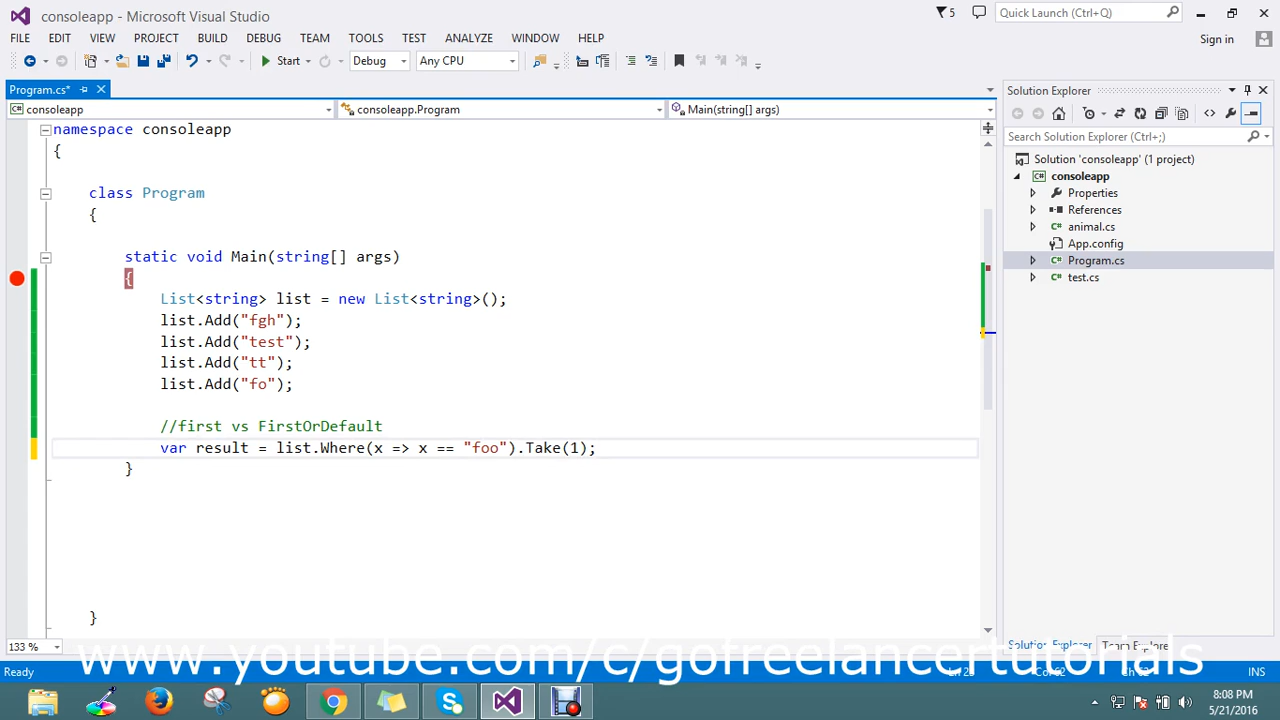 consoleapp - Microsoft Visual Studio
5
Quick Launch (Ctrl+Q)
FILE EDIT VIEW PROJECT BUILD DEBUG TEAM TOOLS TEST ANALYZE WINDOW HELP
Sign in
Start Debug Any CPU
Program.cs*
Solution Explorer
consoleapp consoleapp.Program Main(string[] args)
namespace consoleapp
{
class Program
{
static void Main(string[] args)
{
List<string> list = new List<string>();
list.Add("fgh");
list.Add("test");
list.Add("tt");
list.Add("fo");
//first vs FirstOrDefault
var result = list.Where(x => x == "foo").Take(1);
}
}
Search Solution Explorer (Ctrl+;)
Solution 'consoleapp' (1 project)
consoleapp
Properties
References
animal.cs
App.config
Program.cs
test.cs
133 %
Solution Explorer Team Explorer
www.youtube.com/c/gofreelancertutorials
Ready
INS
8:08 PM
5/21/2016